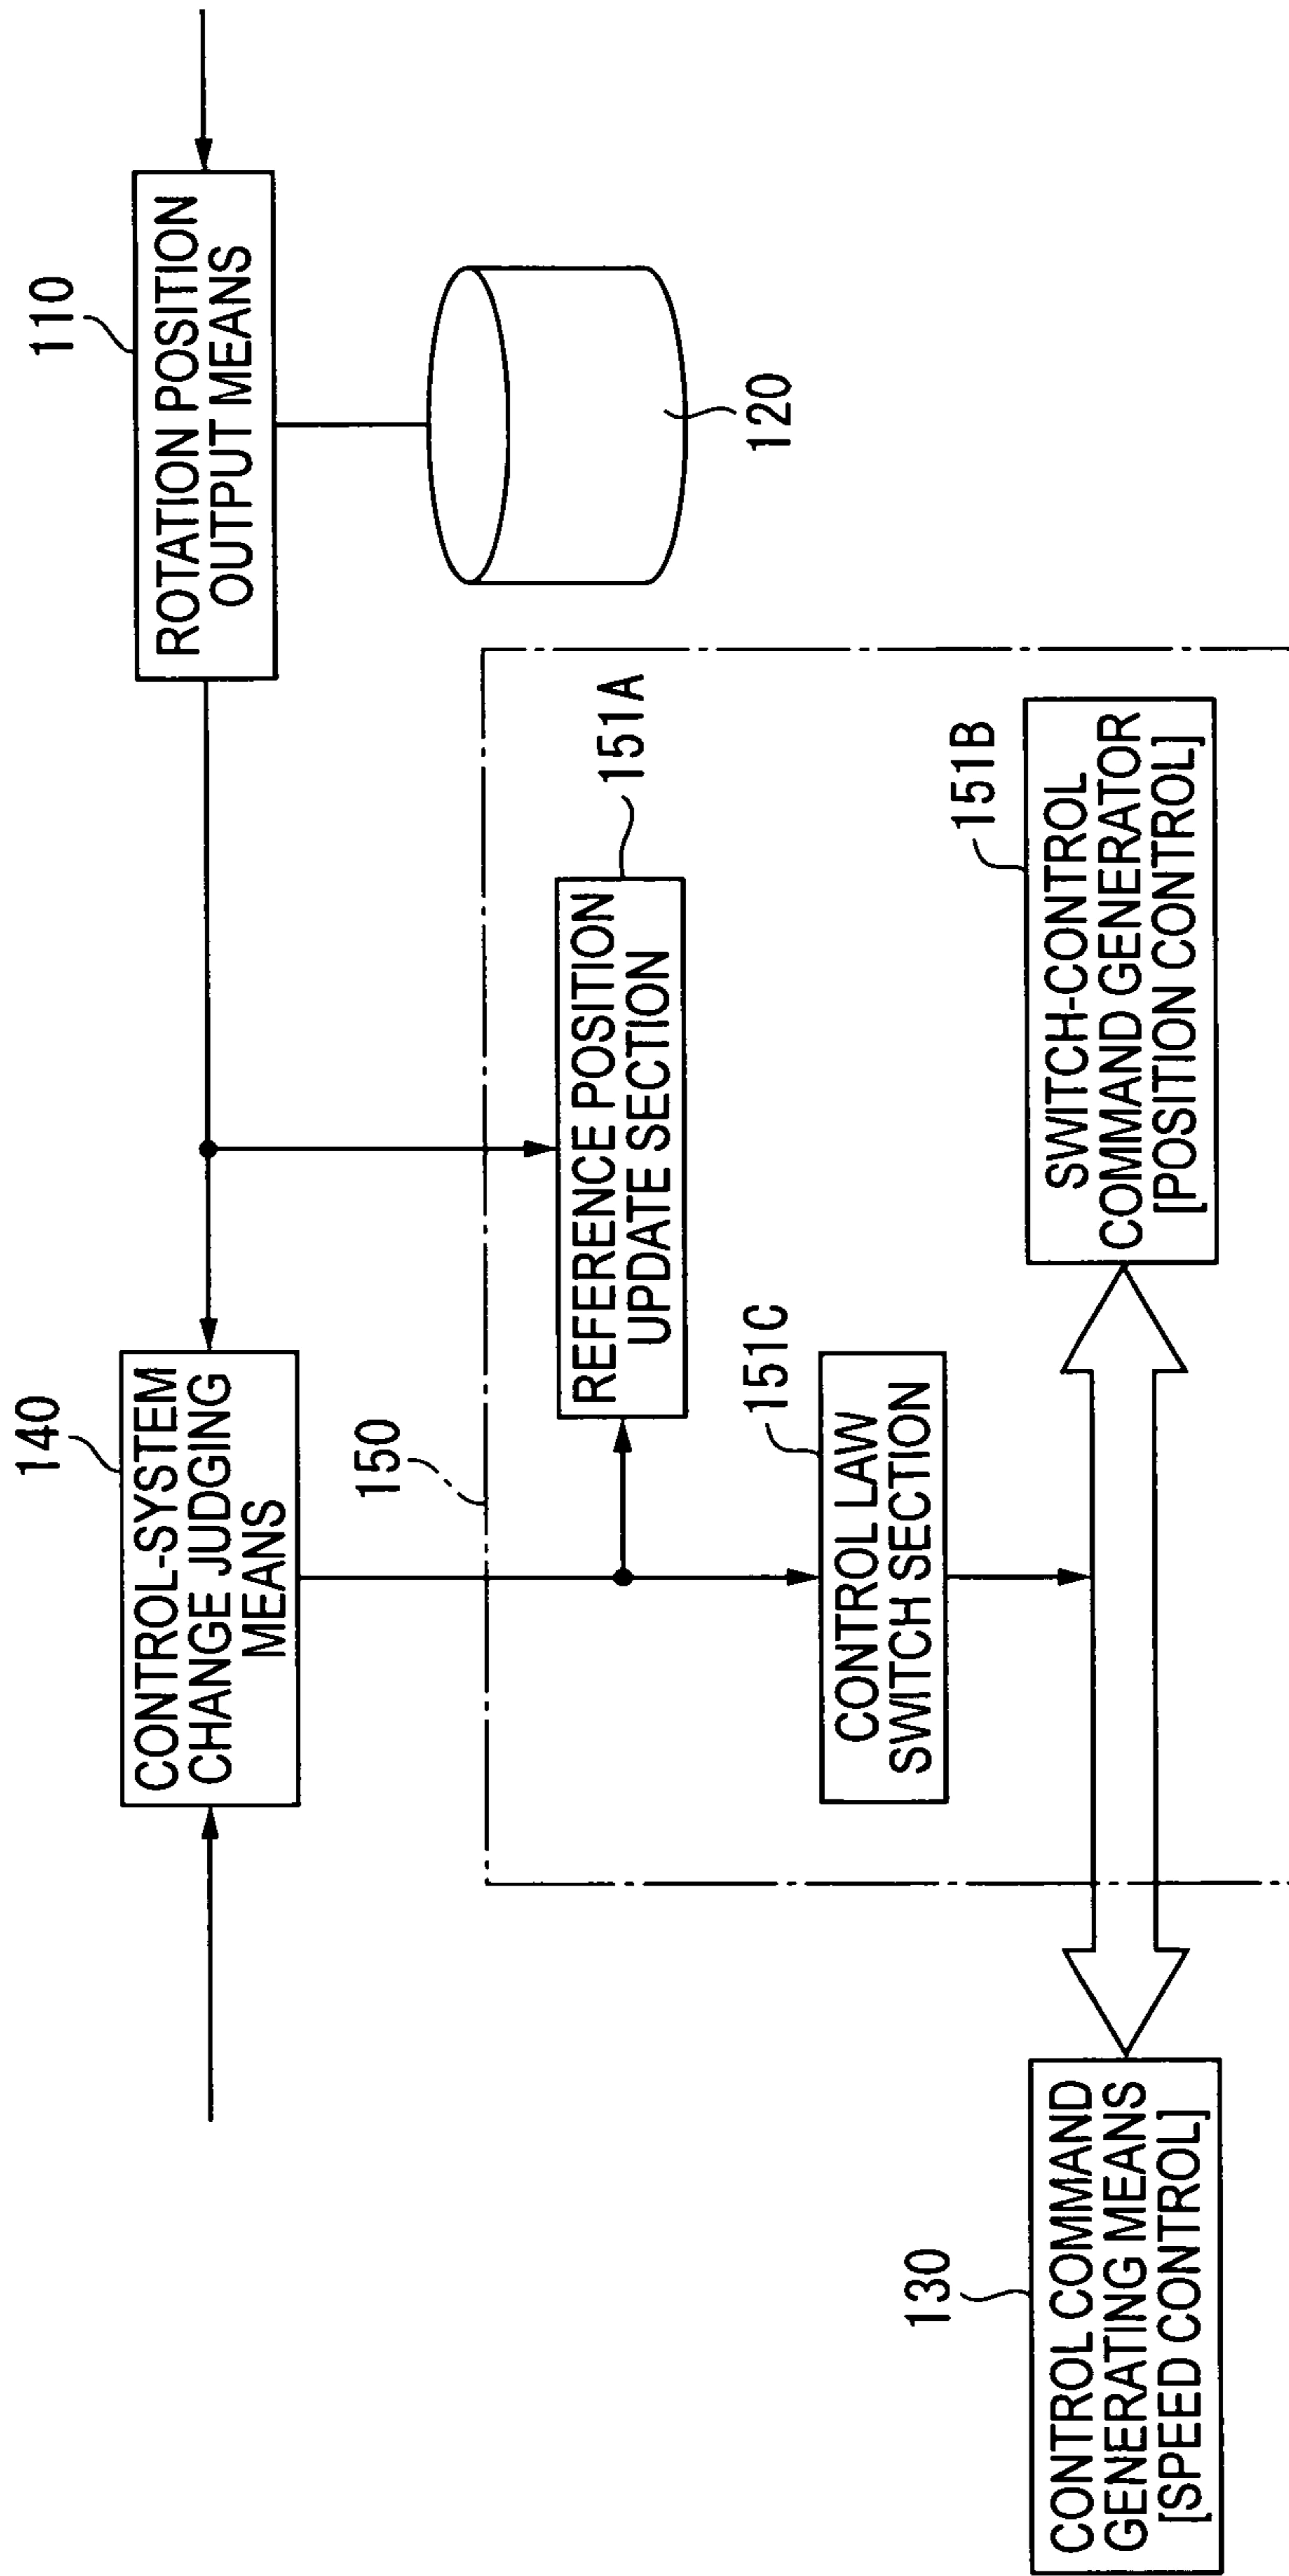 110
ROTATION POSITION
OUTPUT MEANS
120
140
CONTROL-SYSTEM
CHANGE JUDGING
MEANS
150
REFERENCE POSITION
UPDATE SECTION
151A
151C
CONTROL LAW
SWITCH SECTION
151B
SWITCH-CONTROL
COMMAND GENERATOR
[POSITION CONTROL]
130
CONTROL COMMAND
GENERATING MEANS
[SPEED CONTROL]